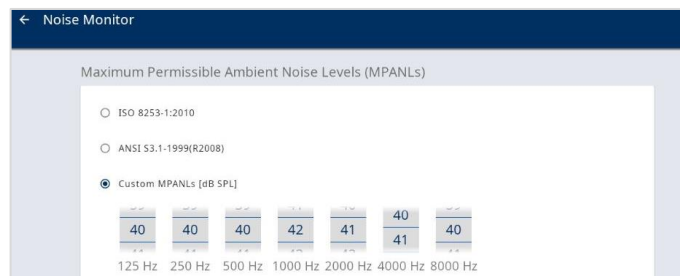 ← Noise Monitor
Maximum Permissible Ambient Noise Levels (MPANLs)
ISO 8253-1:2010
ANSI S3.1-1999(R2008)
Custom MPANLs [dB SPL]
40
40 40 40 42 41 40
41
125 Hz 250 Hz 500 Hz 1000 Hz 2000 Hz 4000 Hz 8000 Hz